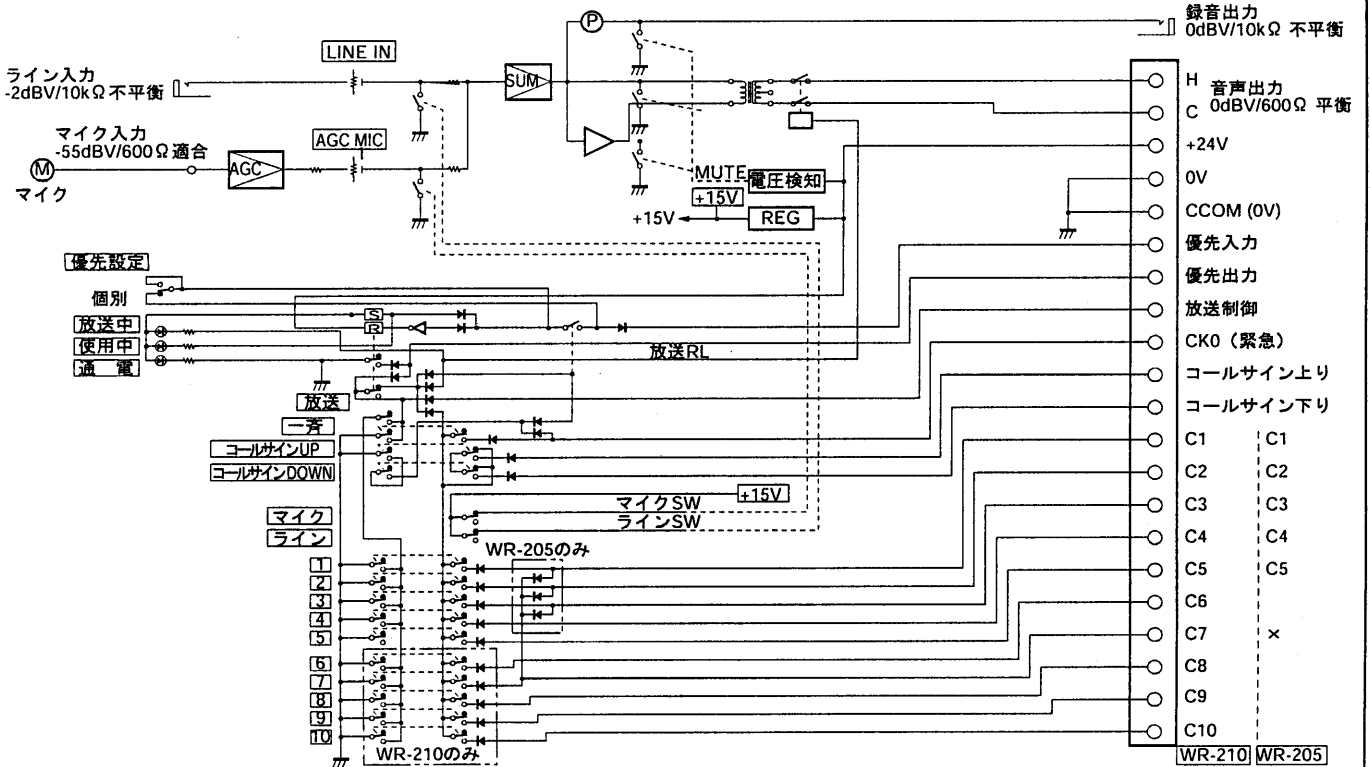 録音出力
0dBV/10kΩ 不平衡
P
LINE IN
ライン入力
-2dBV/10kΩ 不平衡
SUM
H
音声出力
0dBV/600Ω 平衡
C
マイク入力
-55dBV/600Ω 適合
AGC MIC
+24V
M
AGC
マイク
MUTE
電圧検知
0V
+15V
+15V
REG
CCOM (0V)
優先入力
優先設定
優先出力
個別
S
放送制御
放送中
R
使用中
放送RL
CK0（緊急）
通電
コールサイン上り
放送
コールサイン下り
一斉
コールサインUP
コールサインDOWN
C1 C1
C2 C2
+15V
マイクSW
C3 C3
マイク
ラインSW
ライン
C4 C4
WR-205のみ
1
C5 C5
2
3
C6
4
5
C7 ×
6
C8
7
8
C9
9
10
C10
WR-210のみ
WR-210 WR-205